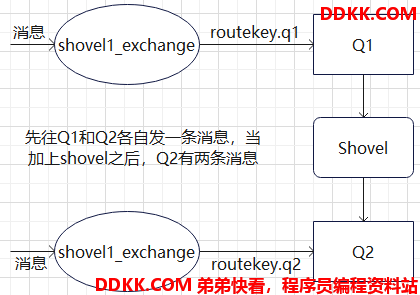 DDKK.COM
消息
shovel1_exchange
routekey.q1
Q1
先往Q1和Q2各自发一条消息，当
加上shovel之后，Q2有两条消息
Shovel
消息
shovel1_exchange
routekey.q2
Q2
DDKK.COM 弟弟快看，程序员编程资料站